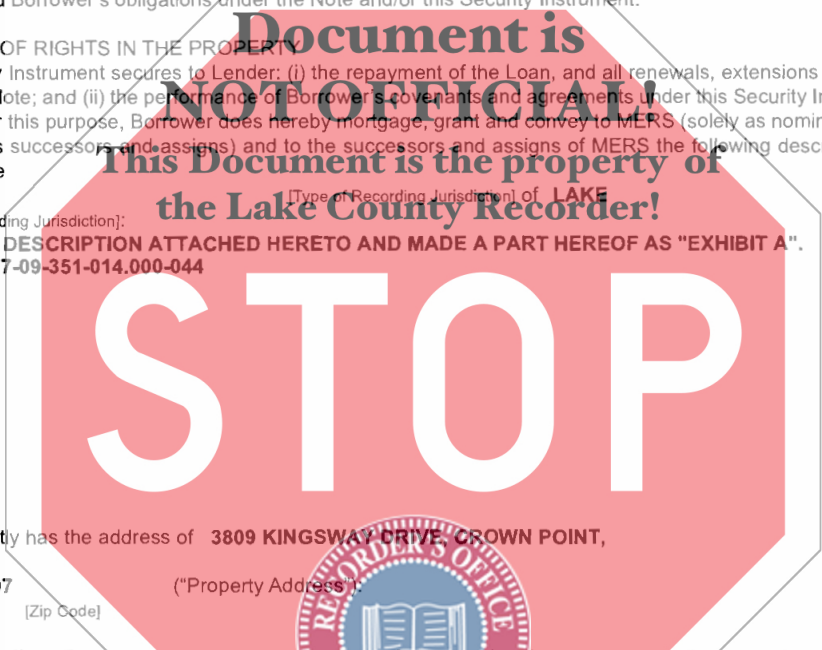 Borrower's obligations under the Note and/or this Security Instrument.
Document is
OF RIGHTS IN THE PROPERTY
Instrument secures to Lender: (i) the repayment of the Loan, and all renewals, extensions
NOT OFFICIAL!
ote; and (ii) the performance of Borrower's covenants and agreements under this Security In
this purpose, Borrower does hereby mortgage, grant and convey to MERS (solely as nomin
successors and assigns) and to the successors and assigns of MERS the following desc
This Document is the property of
[Type of Recording Jurisdiction] of LAKE
the Lake County Recorder!
ding Jurisdiction]:
DESCRIPTION ATTACHED HERETO AND MADE A PART HEREOF AS "EXHIBIT A".
7-09-351-014.000-044
STOP
tly has the address of 3809 KINGSWAY DRIVE, CROWN POINT,
RECORDER'S OFFICE
7 ("Property Address"):
[Zip Code]